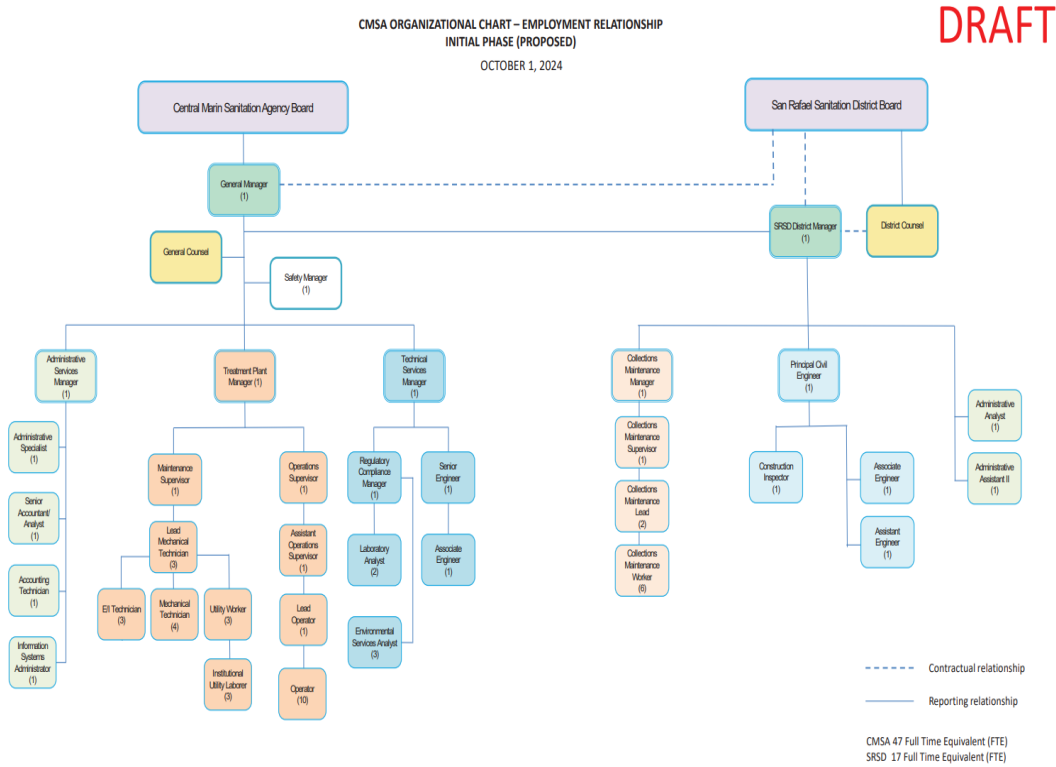 CMSA ORGANIZATIONAL CHART – EMPLOYMENT RELATIONSHIP
INITIAL PHASE (PROPOSED)
OCTOBER 1, 2024
DRAFT
Central Marin Sanitation Agency Board
San Rafael Sanitation District Board
General Manager
(1)
SRSD District Manager
(1)
District Counsel
General Counsel
Safety Manager
(1)
Administrative
Services
Manager
(1)
Treatment Plant
Manager (1)
Technical
Services
Manager
(1)
Collections
Maintenance
Manager
(1)
Principal Civil
Engineer
(1)
Administrative
Analyst
(1)
Administrative
Assistant II
(1)
Administrative
Specialist
(1)
Senior
Accountant/
Analyst
(1)
Accounting
Technician
(1)
Information
Systems
Administrator
(1)
Maintenance
Supervisor
(1)
Lead
Mechanical
Technician
(3)
E/I Technician
(3)
Mechanical
Technician
(4)
Utility Worker
(3)
Institutional
Utility Laborer
(3)
Operations
Supervisor
(1)
Assistant
Operations
Supervisor
(1)
Lead
Operator
(1)
Operator
(10)
Regulatory
Compliance
Manager
(1)
Laboratory
Analyst
(2)
Environmental
Services Analyst
(3)
Senior
Engineer
(1)
Associate
Engineer
(1)
Collections
Maintenance
Supervisor
(1)
Collections
Maintenance
Lead
(2)
Collections
Maintenance
Worker
(6)
Construction
Inspector
(1)
Associate
Engineer
(1)
Assistant
Engineer
(1)
Contractual relationship
Reporting relationship
CMSA 47 Full Time Equivalent (FTE)
SRSD 17 Full Time Equivalent (FTE)